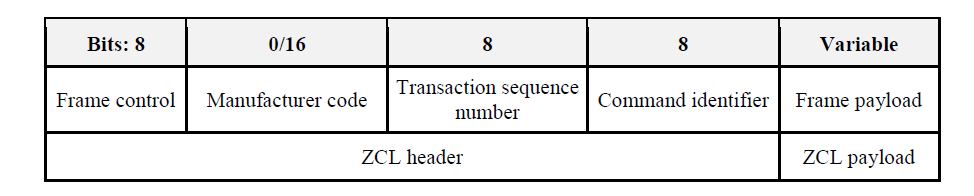 Bits: 8 0/16 8 8 Variable
Frame control Manufacturer code Transaction sequence number Command identifier Frame payload
ZCL header ZCL payload